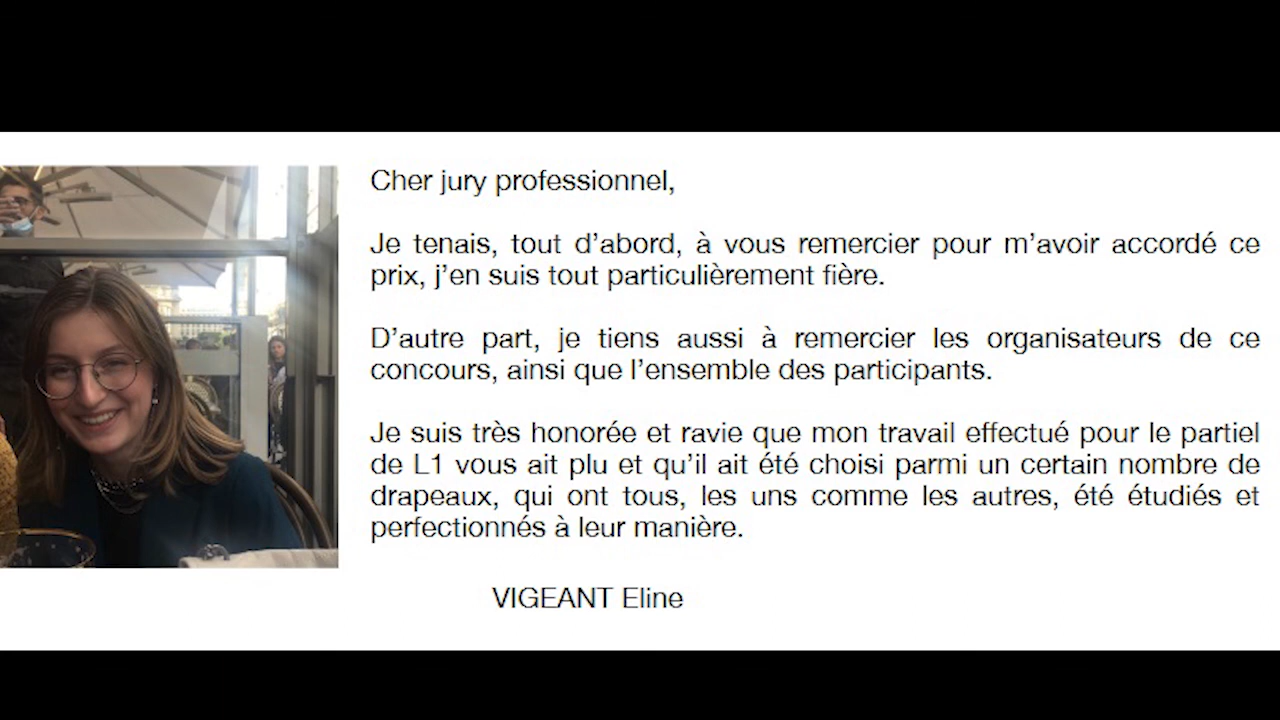 Cher jury professionnel,
Je tenais, tout d’abord, à vous remercier pour m’avoir accordé ce
prix, j’en suis tout particulièrement fière.
D’autre part, je tiens aussi à remercier les organisateurs de ce
concours, ainsi que l’ensemble des participants.
Je suis très honorée et ravie que mon travail effectué pour le partiel
de L1 vous ait plu et qu’il ait été choisi parmi un certain nombre de
drapeaux, qui ont tous, les uns comme les autres, été étudiés et
perfectionnés à leur manière.
VIGEANT Eline